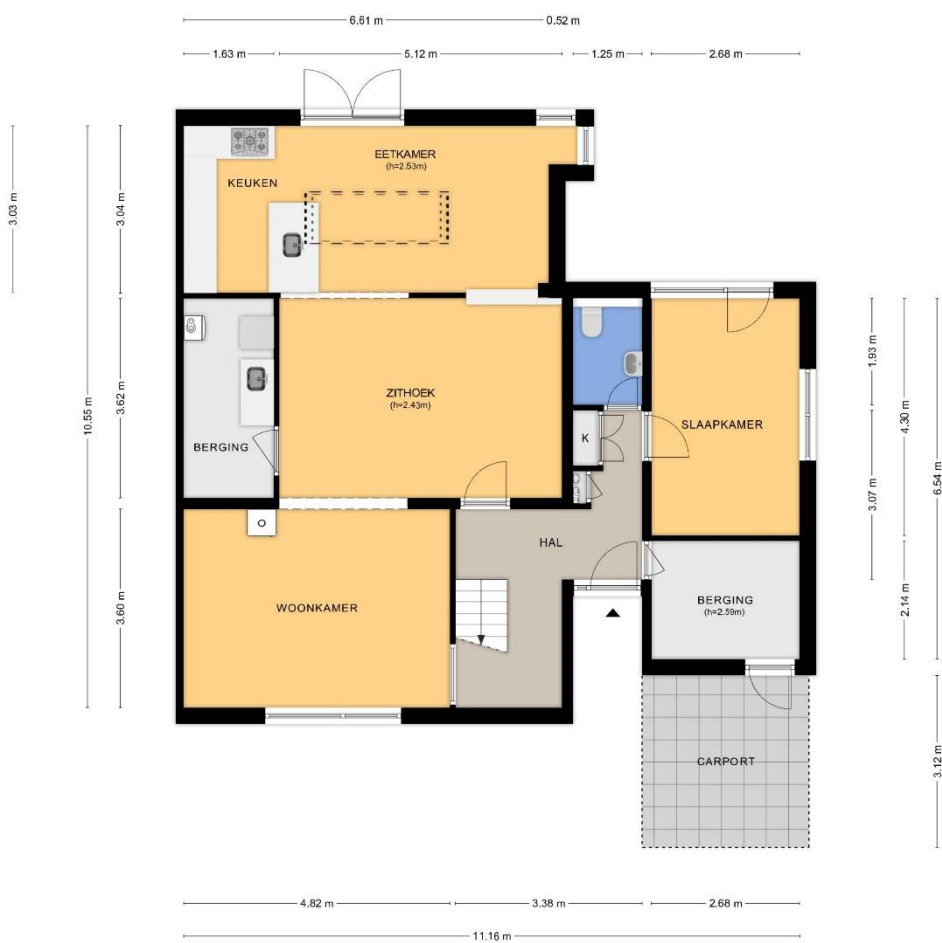 6.61 m 0.52 m
1.63 m 5.12 m 1.25 m 2.68 m
EETKAMER
(h=2.53m)
KEUKEN
3.03 m
3.04 m
10.55 m
3.62 m
3.60 m
ZITHOEK
(h=2.43m)
BERGING
K
SLAAPKAMER
1.93 m
4.30 m
6.54 m
3.07 m
2.14 m
HAL
WOONKAMER
BERGING
(h=2.59m)
CARPORT
3.12 m
4.82 m 3.38 m 2.68 m
11.16 m